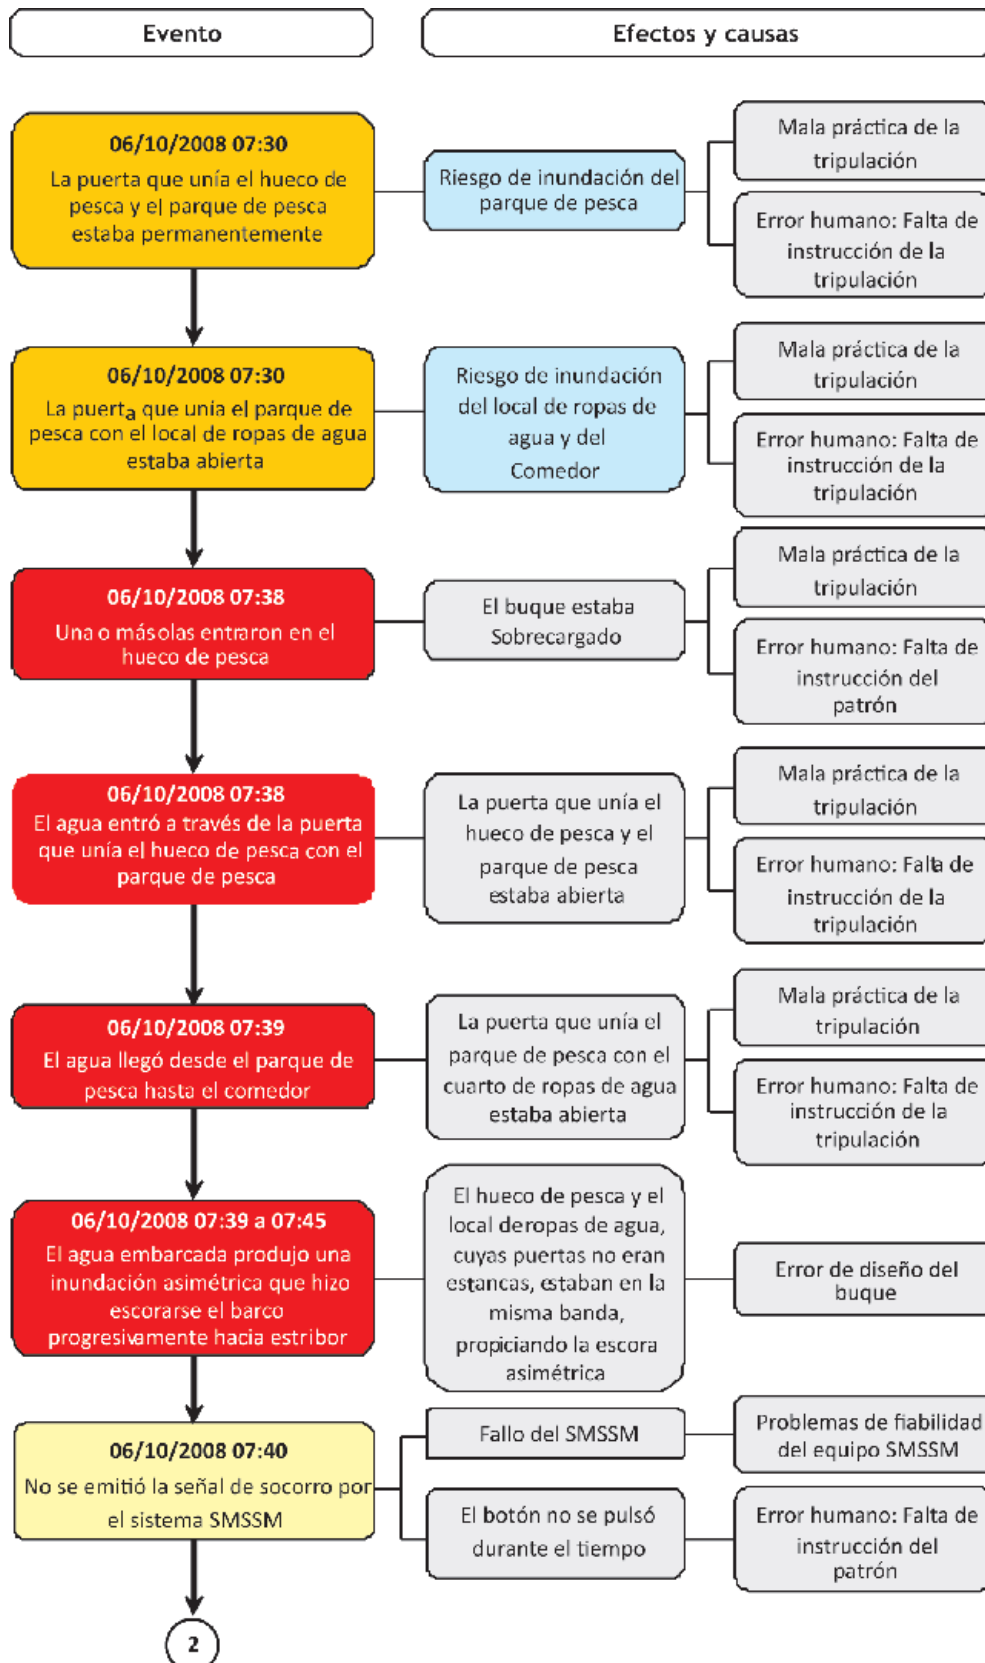 Evento
Efectos y causas
06/10/2008 07:30
La puerta que unía el hueco de
pesca y el parque de pesca
estaba permanentemente
Riesgo de inundación del
parque de pesca
Mala práctica de la
tripulación
Error humano: Falta de
instrucción de la
tripulación
06/10/2008 07:30
La puerta que unía el parque de
pesca con el local de ropas de agua
estaba abierta
Riesgo de inundación
del local de ropas de
agua y del
Comedor
Mala práctica de la
tripulación
Error humano: Falta de
instrucción de la
tripulación
06/10/2008 07:38
Una o másolas entraron en el
hueco de pesca
El buque estaba
Sobrecargado
Mala práctica de la
tripulación
Error humano: Falta de
instrucción del
patrón
06/10/2008 07:38
El agua entró a través de la puerta
que unía el hueco de pesca con el
parque de pesca
La puerta que unía el
hueco de pesca y el
parque de pesca
estaba abierta
Mala práctica de la
tripulación
Error humano: Falta de
instrucción de la
tripulación
06/10/2008 07:39
El agua llegó desde el parque de
pesca hasta el comedor
La puerta que unía el
parque de pesca con el
cuarto de ropas de agua
estaba abierta
Mala práctica de la
tripulación
Error humano: Falta de
instrucción de la
tripulación
06/10/2008 07:39 a 07:45
El agua embarcada produjo una
inundación asimétrica que hizo
escorarse el barco
progresivamente hacia estribor
El hueco de pesca y el
local deropas de agua,
cuyas puertas no eran
estancas, estaban en la
misma banda,
propiciando la escora
asimétrica
Error de diseño del
buque
06/10/2008 07:40
No se emitió la señal de socorro por
el sistema SMSSM
Fallo del SMSSM
Problemas de fiabilidad
del equipo SMSSM
El botón no se pulsó
durante el tiempo
Error humano: Falta de
instrucción del
patrón
2